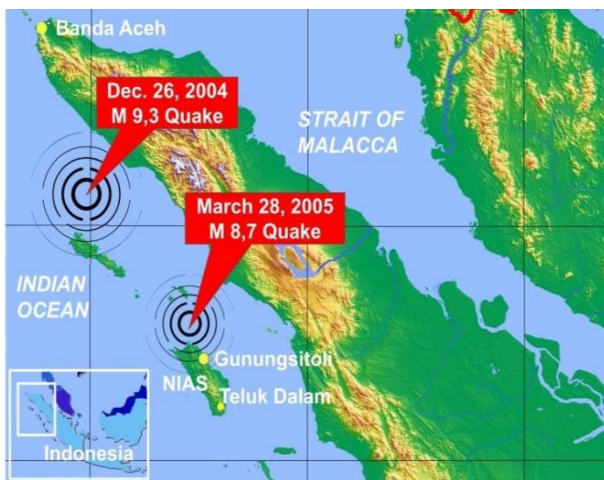 Banda Aceh
Dec. 26, 2004
M 9,3 Quake
STRAIT OF
MALACCA
March 28, 2005
M 8,7 Quake
INDIAN
OCEAN
Gunungsitoli
NIAS
Teluk Dalam
Indonesia